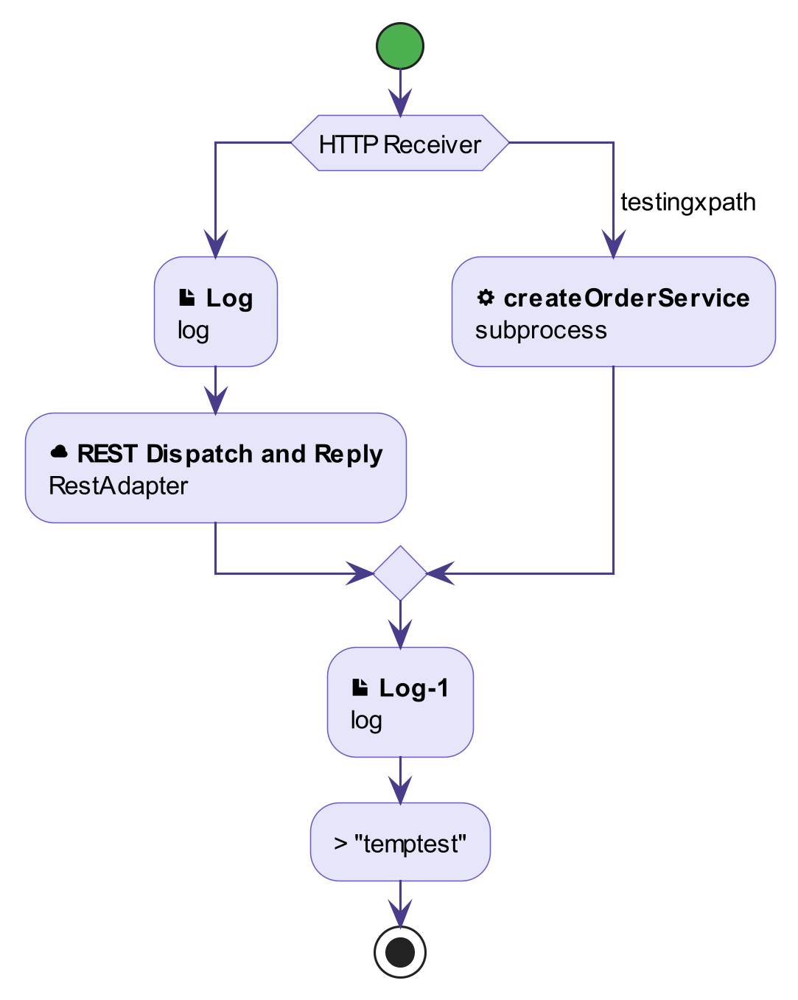 HTTP Receiver
testingxpath
Log
log
createOrderService
subprocess
REST Dispatch and Reply
RestAdapter
Log-1
log
> "temptest"